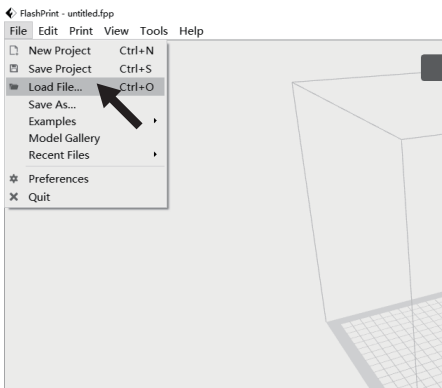 FlashPrint - untitled.fpp
File Edit Print View Tools Help
New Project Ctrl+N
Save Project Ctrl+S
Load File... Ctrl+O
Save As...
Examples
Model Gallery
Recent Files
Preferences
Quit